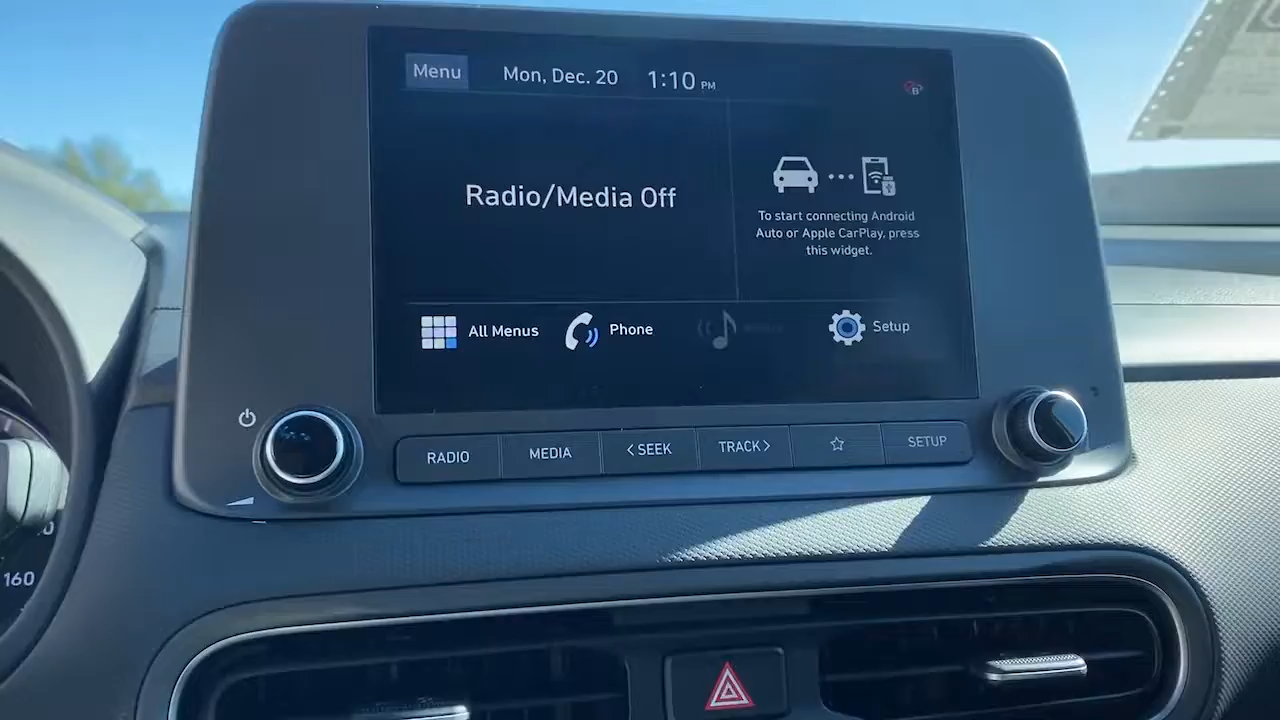 Menu
Mon, Dec. 20
1:10 PM
B
Radio/Media Off
To start connecting Android
Auto or Apple CarPlay, press
this widget.
All Menus
Phone
Setup
RADIO
MEDIA
<SEEK
TRACK>
SETUP
0
160